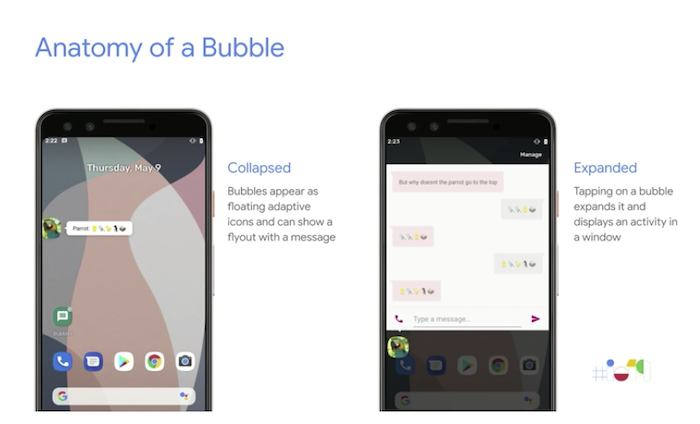 Anatomy of a Bubble
2:22
Thursday, May 9
Parrot
Bubbles
Collapsed
Bubbles appear as
floating adaptive
icons and can show a
flyout with a message
2:23
Manage
But why doesnt the parrot go to the top
Type a message...
Expanded
Tapping on a bubble
expands it and
displays an activity in
a window